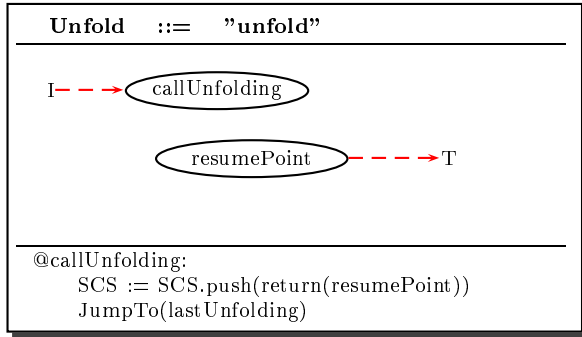 Unfold ::= "unfold"
I callUnfolding
resumePoint T
@callUnfolding:
SCS := SCS.push(return(resumePoint))
JumpTo(lastUnfolding)